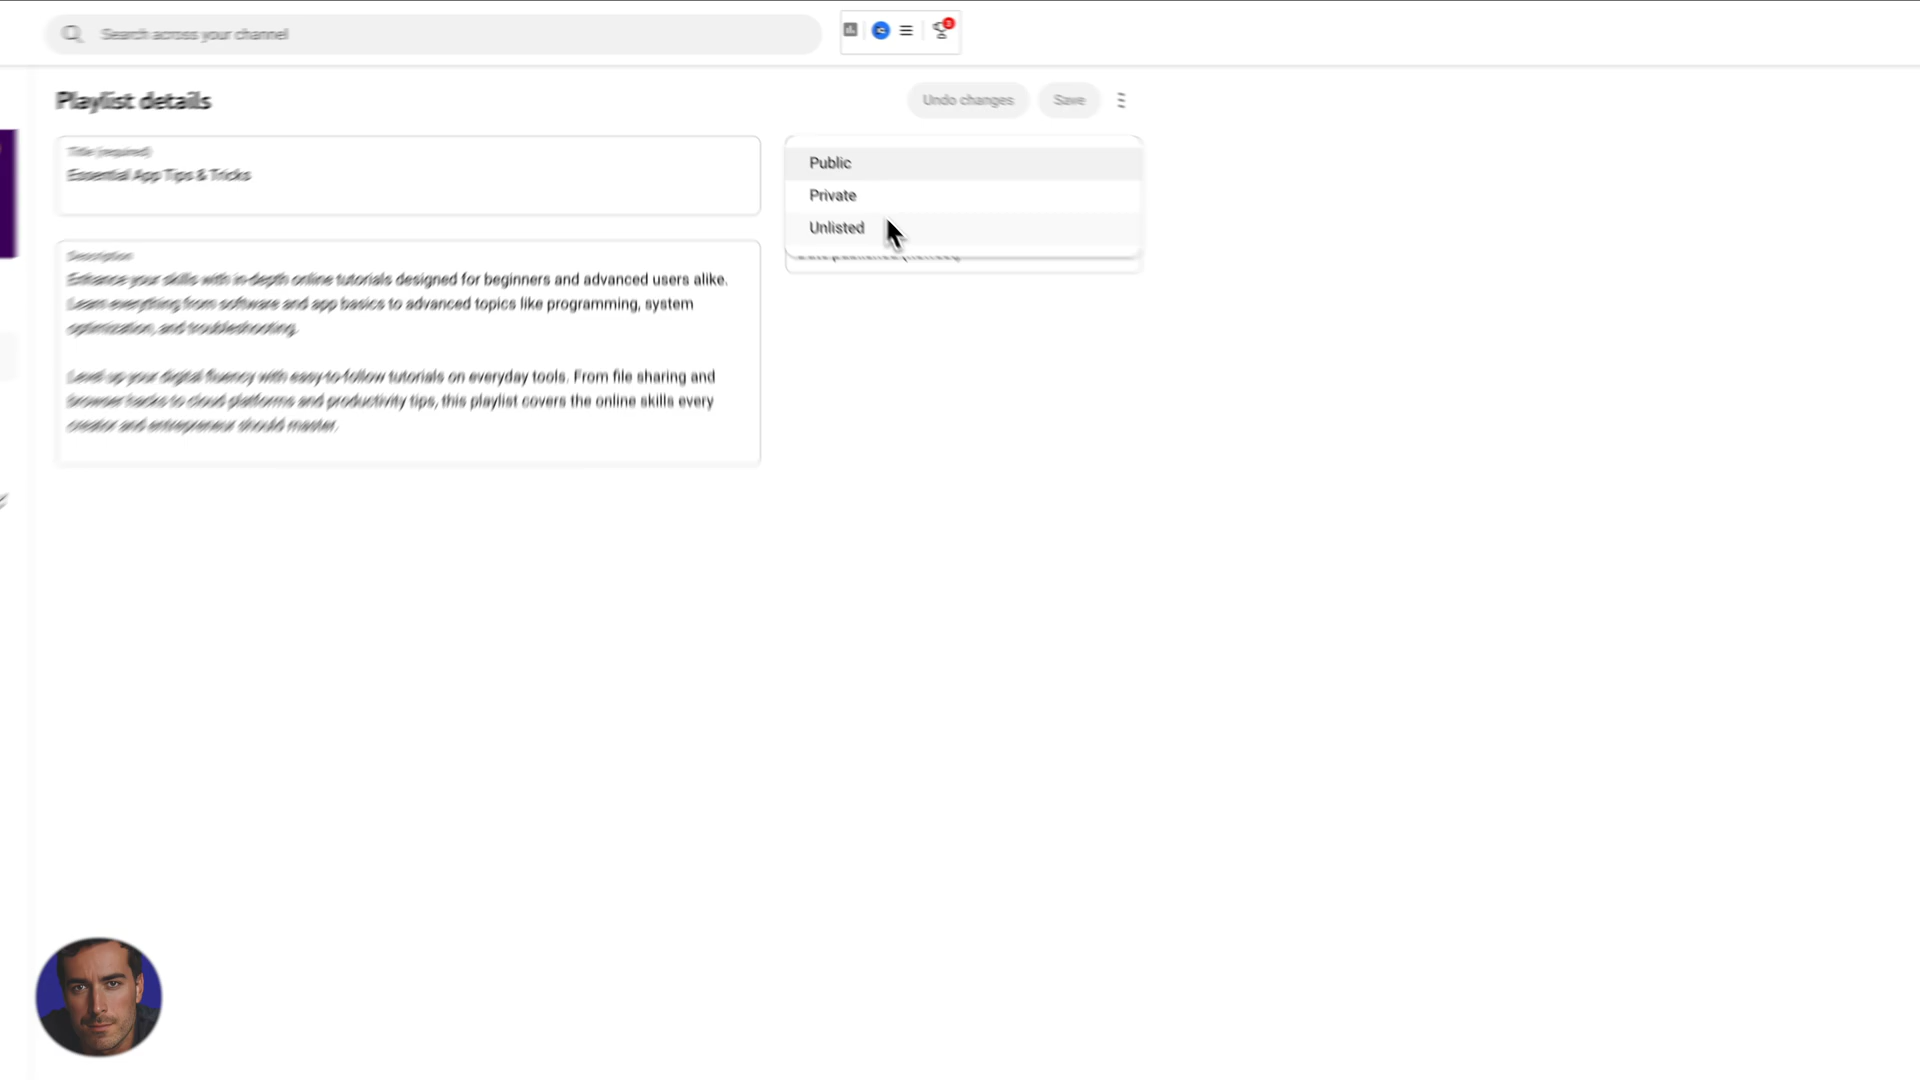 Search across your channel
3
Playlist details
Undo changes
Save
Title (required)
Essential App Tips & Tricks
Public
Private
Unlisted
Description
Enhance your skills with in-depth online tutorials designed for beginners and advanced users alike.
Learn everything from software and app basics to advanced topics like programming, system
optimization, and troubleshooting.
Level up your digital fluency with easy-to-follow tutorials on everyday tools. From file sharing and
browser hacks to cloud platforms and productivity tips, this playlist covers the online skills every
creator and entrepreneur should master.